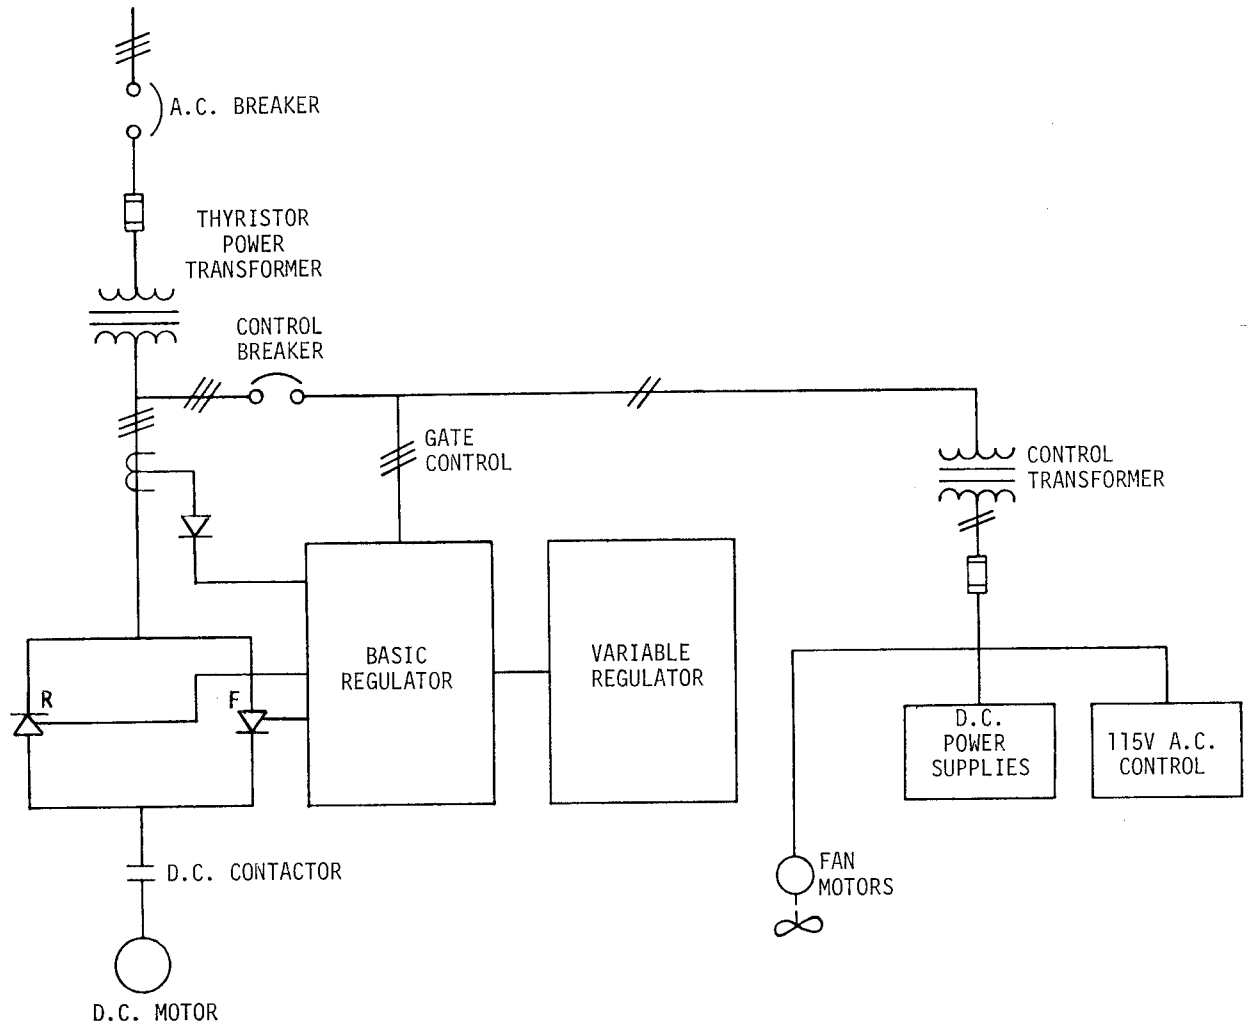 A.C. BREAKER
THYRISTOR
POWER
TRANSFORMER
CONTROL
BREAKER
GATE
CONTROL
CONTROL
TRANSFORMER
BASIC
REGULATOR
VARIABLE
REGULATOR
R
F
D.C.
POWER
SUPPLIES
115V A.C.
CONTROL
D.C. CONTACTOR
FAN
MOTORS
D.C. MOTOR